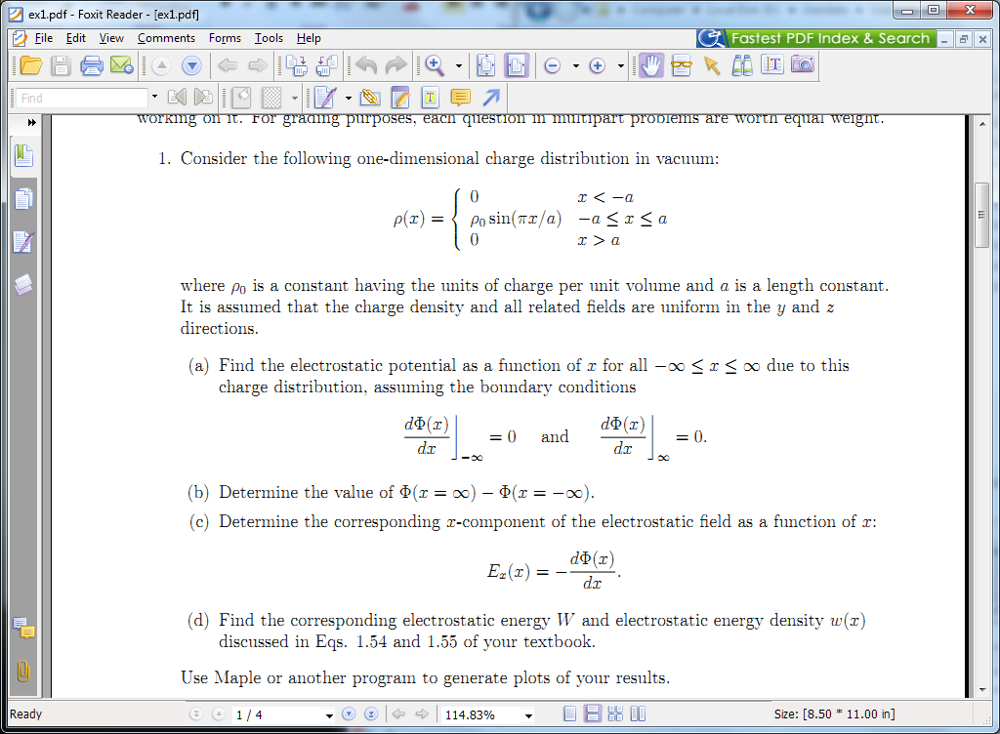 ex1.pdf - Foxit Reader - [ex1.pdf]
File Edit View Comments Forms Tools Help
Fastest PDF Index & Search
Find
working on it. For grading purposes, each question in multipart problems are worth equal weight.
1. Consider the following one-dimensional charge distribution in vacuum:
0 x < −a
ρ(x) = { ρ₀ sin(πx/a) −a ≤ x ≤ a
0 x > a
where ρ₀ is a constant having the units of charge per unit volume and a is a length constant.
It is assumed that the charge density and all related fields are uniform in the y and z
directions.
(a) Find the electrostatic potential as a function of x for all −∞ ≤ x ≤ ∞ due to this
charge distribution, assuming the boundary conditions
dΦ(x)/dx ⌋−∞ = 0 and dΦ(x)/dx ⌋∞ = 0.
(b) Determine the value of Φ(x = ∞) − Φ(x = −∞).
(c) Determine the corresponding x-component of the electrostatic field as a function of x:
Eₓ(x) = − dΦ(x)/dx.
(d) Find the corresponding electrostatic energy W and electrostatic energy density w(x)
discussed in Eqs. 1.54 and 1.55 of your textbook.
Use Maple or another program to generate plots of your results.
Ready 1 / 4 114.83% Size: [8.50 * 11.00 in]